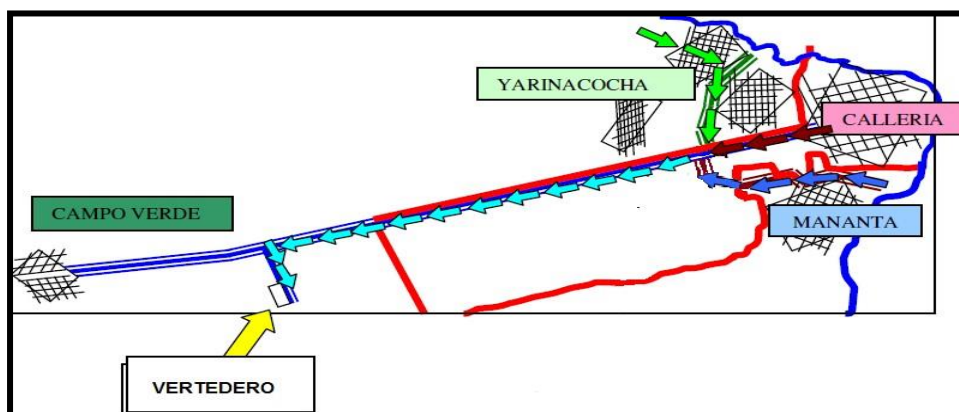 YARINACOCHA
CALLERIA
CAMPO VERDE
MANANTA
VERTEDERO